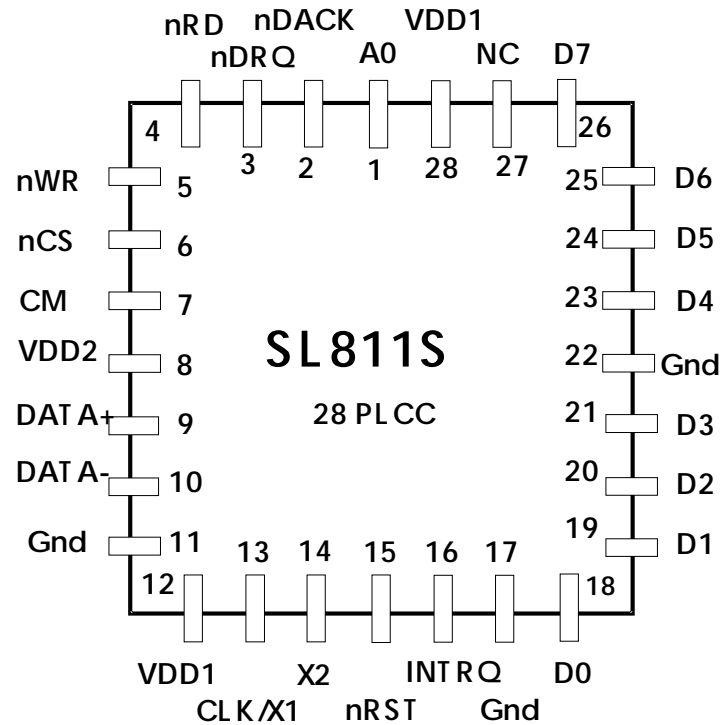 nRD nDACK VDD1
nDRQ A0 NC D7
4 3 2 1 28 27 26
nWR 5 25 D6
nCS 6 24 D5
CM 7 23 D4
VDD2 8 22 Gnd
SL811S
DATA+ 9 28 PLCC 21 D3
DATA- 10 20 D2
Gnd 11 19 D1
12 13 14 15 16 17 18
VDD1 X2 INTRQ D0
CLK/X1 nRST Gnd